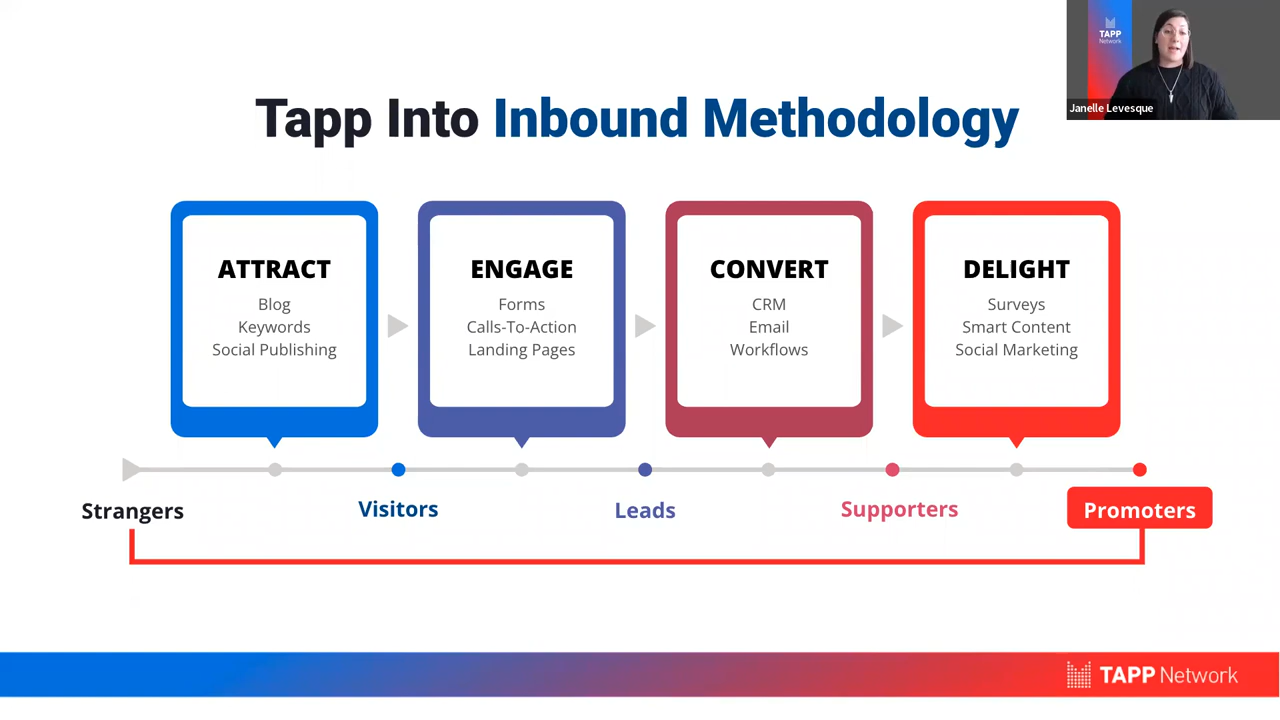 TAPP
Network
Janelle Levesque
Tapp Into Inbound Methodology
ATTRACT
Blog
Keywords
Social Publishing
ENGAGE
Forms
Calls-To-Action
Landing Pages
CONVERT
CRM
Email
Workflows
DELIGHT
Surveys
Smart Content
Social Marketing
Strangers
Visitors
Leads
Supporters
Promoters
TAPP Network